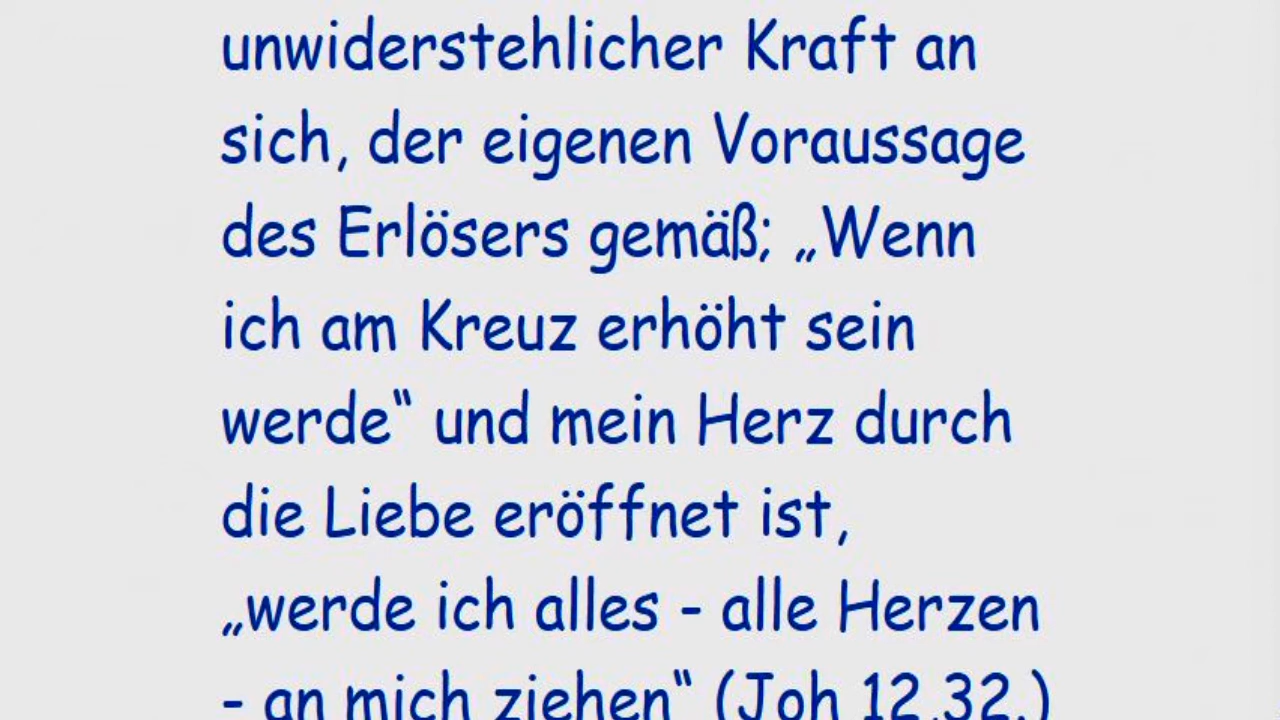 unwiderstehlicher Kraft an
sich, der eigenen Voraussage
des Erlösers gemäß; „Wenn
ich am Kreuz erhöht sein
werde“ und mein Herz durch
die Liebe eröffnet ist,
„werde ich alles - alle Herzen
- an mich ziehen“ (Joh 12,32.)